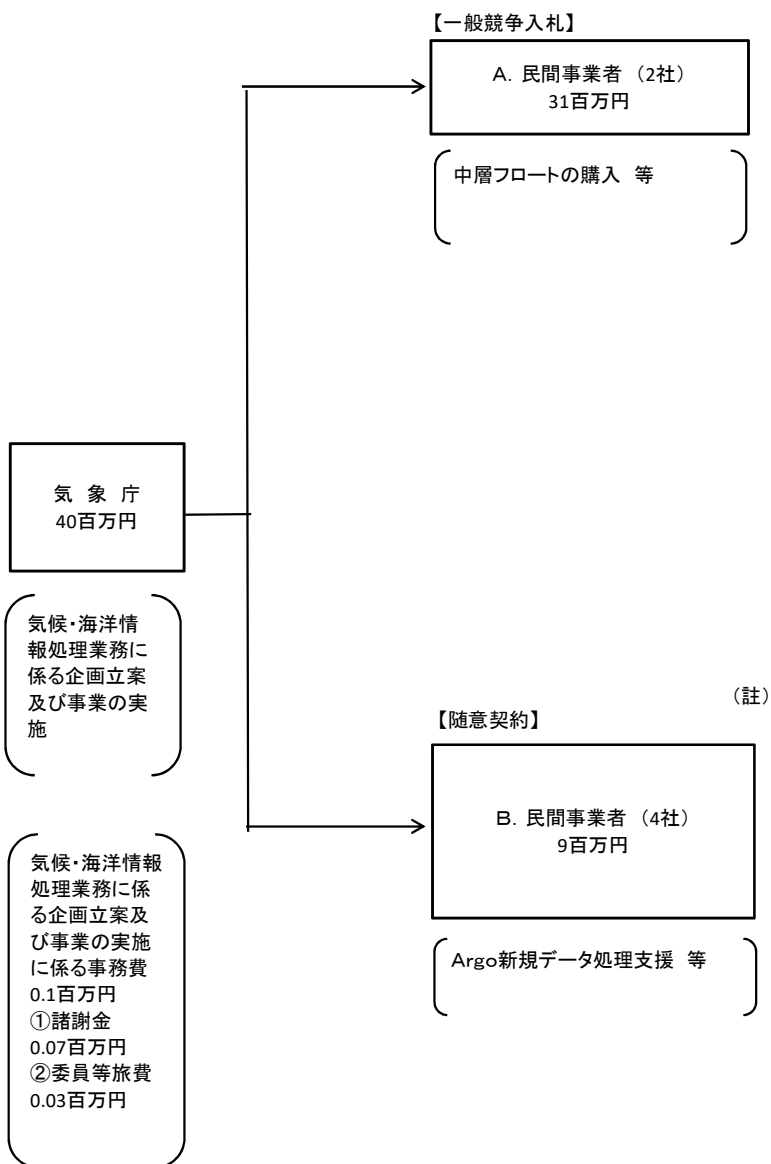 【一般競争入札】
A. 民間事業者 （2社）
31百万円
中層フロートの購入 等
気 象 庁
40百万円
気候・海洋情
報処理業務に
係る企画立案
及び事業の実
施
（註）
【随意契約】
B. 民間事業者 （4社）
9百万円
気候・海洋情報
処理業務に係
る企画立案及
び事業の実施
に係る事務費
0.1百万円
①諸謝金
0.07百万円
②委員等旅費
0.03百万円
Argo新規データ処理支援 等